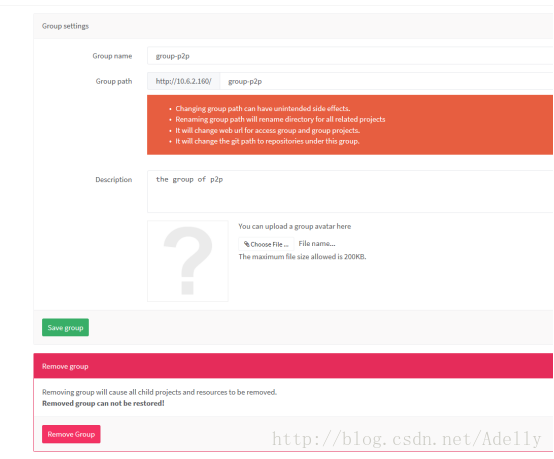 Group settings
Group name group-p2p
Group path http://10.6.2.160/ group-p2p
Changing group path can have unintended side effects.
Renaming group path will rename directory for all related projects
It will change web url for access group and group projects.
It will change the git path to repositories under this group.
Description the group of p2p
?
You can upload a group avatar here
Choose File ... File name...
The maximum file size allowed is 200KB.
Save group
Remove group
Removing group will cause all child projects and resources to be removed.
Removed group can not be restored!
Remove Group
http://blog.csdn.net/Adelly